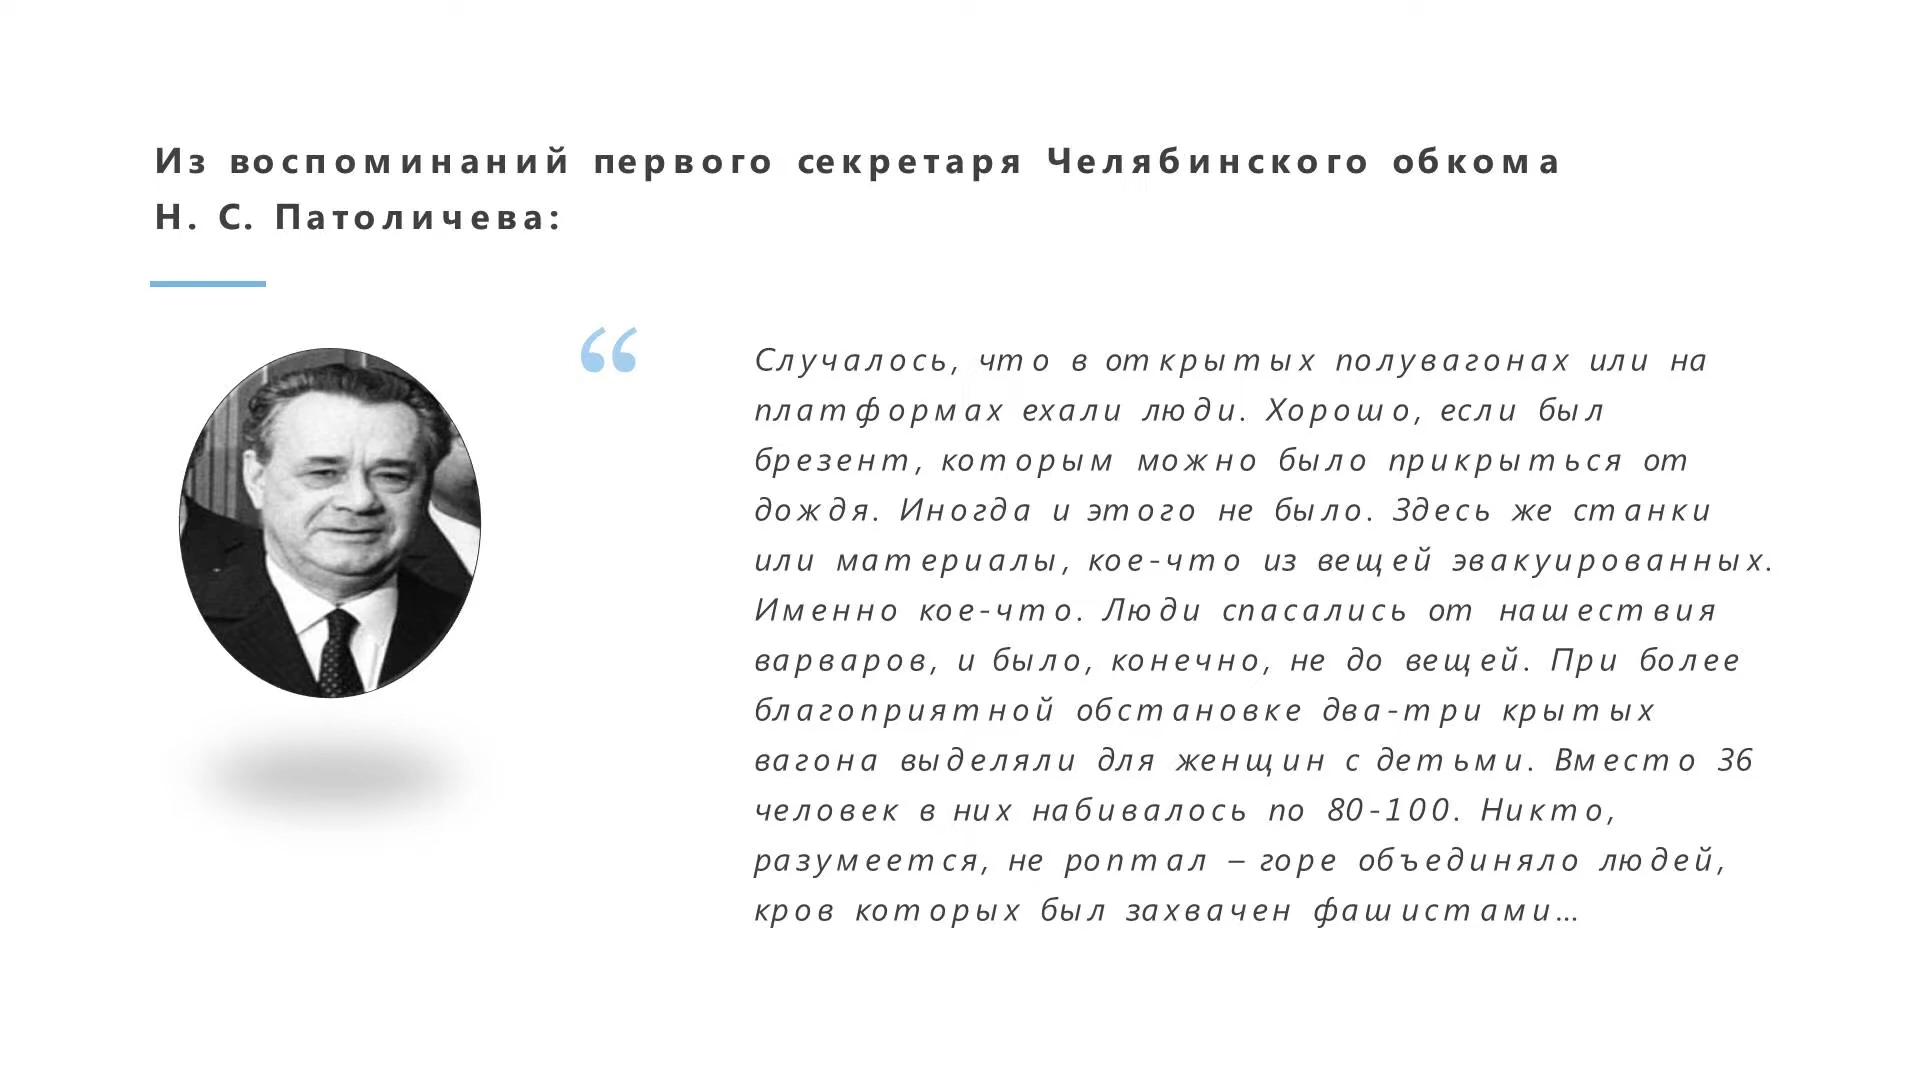 Из воспоминаний первого секретаря Челябинского обкома
Н. С. Патоличева:
“
Случалось, что в открытых полувагонах или на
платформах ехали люди. Хорошо, если был
брезент, которым можно было прикрыться от
дождя. Иногда и этого не было. Здесь же станки
или материалы, кое-что из вещей эвакуированных.
Именно кое-что. Люди спасались от нашествия
варваров, и было, конечно, не до вещей. При более
благоприятной обстановке два-три крытых
вагона выделяли для женщин с детьми. Вместо 36
человек в них набивалось по 80-100. Никто,
разумеется, не роптал – горе объединяло людей,
кров которых был захвачен фашистами…